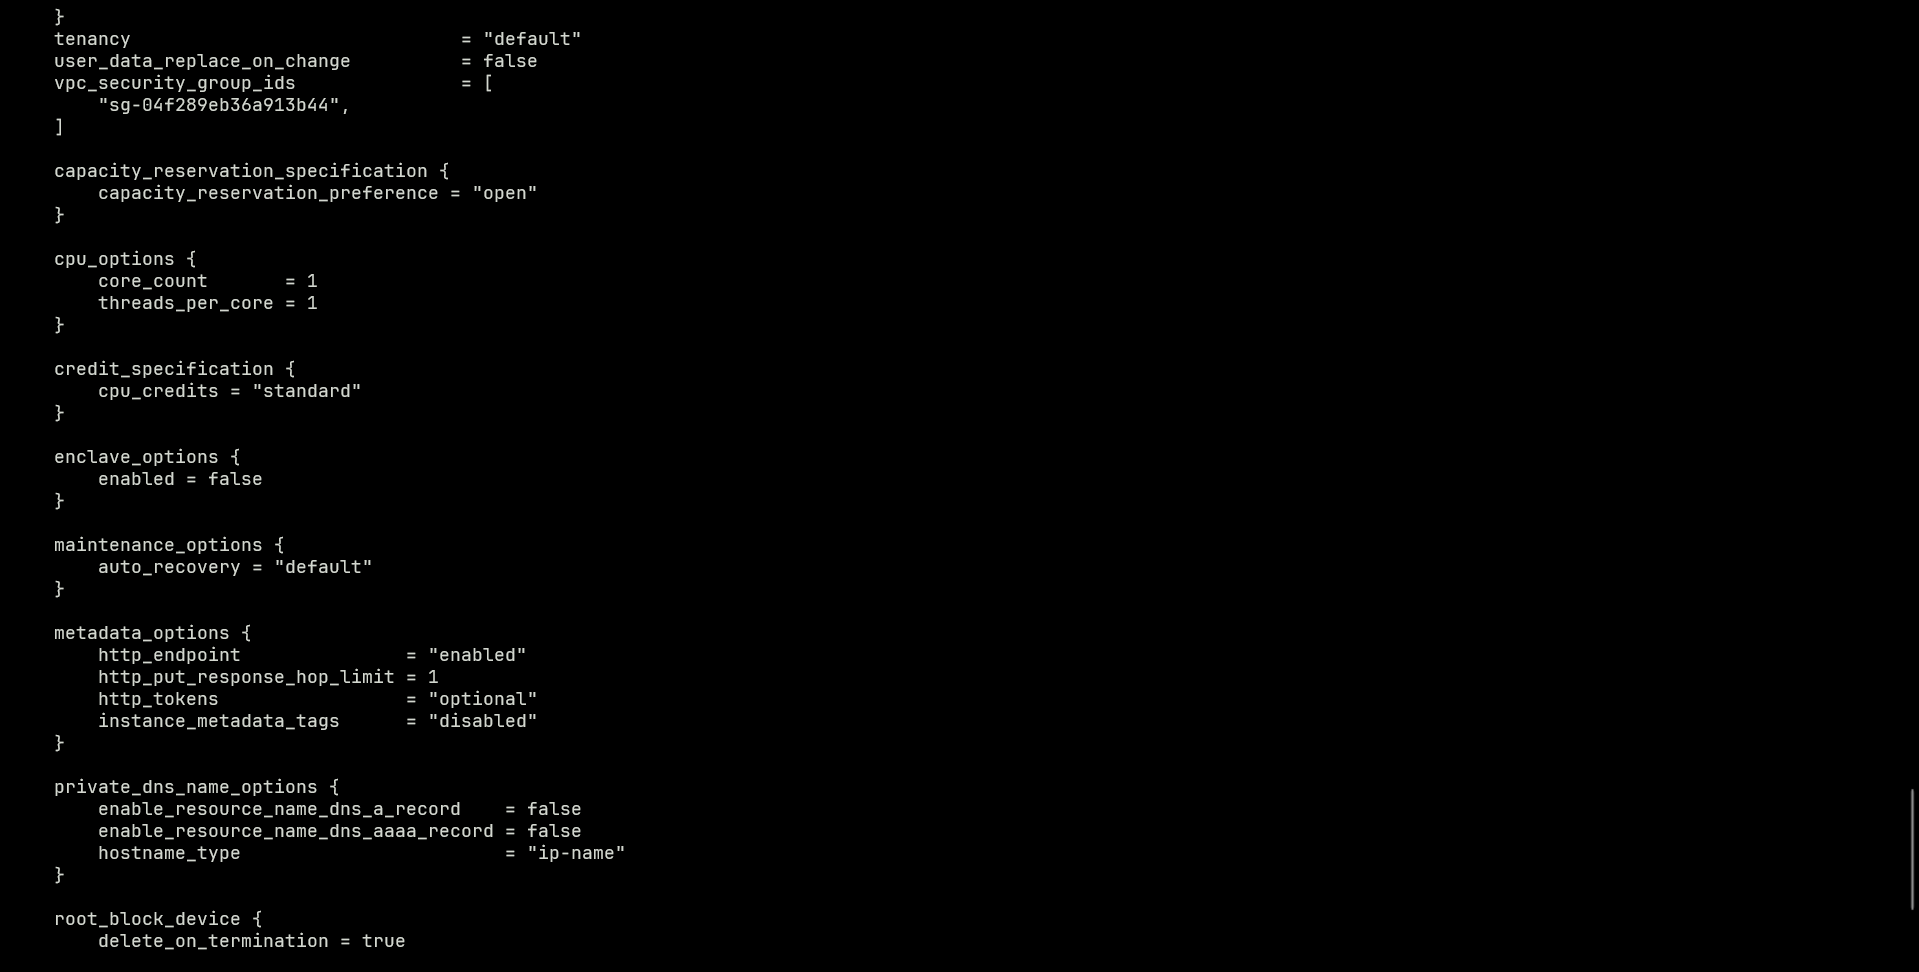 }
tenancy                              = "default"
user_data_replace_on_change          = false
vpc_security_group_ids               = [
    "sg-04f289eb36a913b44",
]

capacity_reservation_specification {
    capacity_reservation_preference = "open"
}

cpu_options {
    core_count       = 1
    threads_per_core = 1
}

credit_specification {
    cpu_credits = "standard"
}

enclave_options {
    enabled = false
}

maintenance_options {
    auto_recovery = "default"
}

metadata_options {
    http_endpoint               = "enabled"
    http_put_response_hop_limit = 1
    http_tokens                 = "optional"
    instance_metadata_tags      = "disabled"
}

private_dns_name_options {
    enable_resource_name_dns_a_record    = false
    enable_resource_name_dns_aaaa_record = false
    hostname_type                        = "ip-name"
}

root_block_device {
    delete_on_termination = true